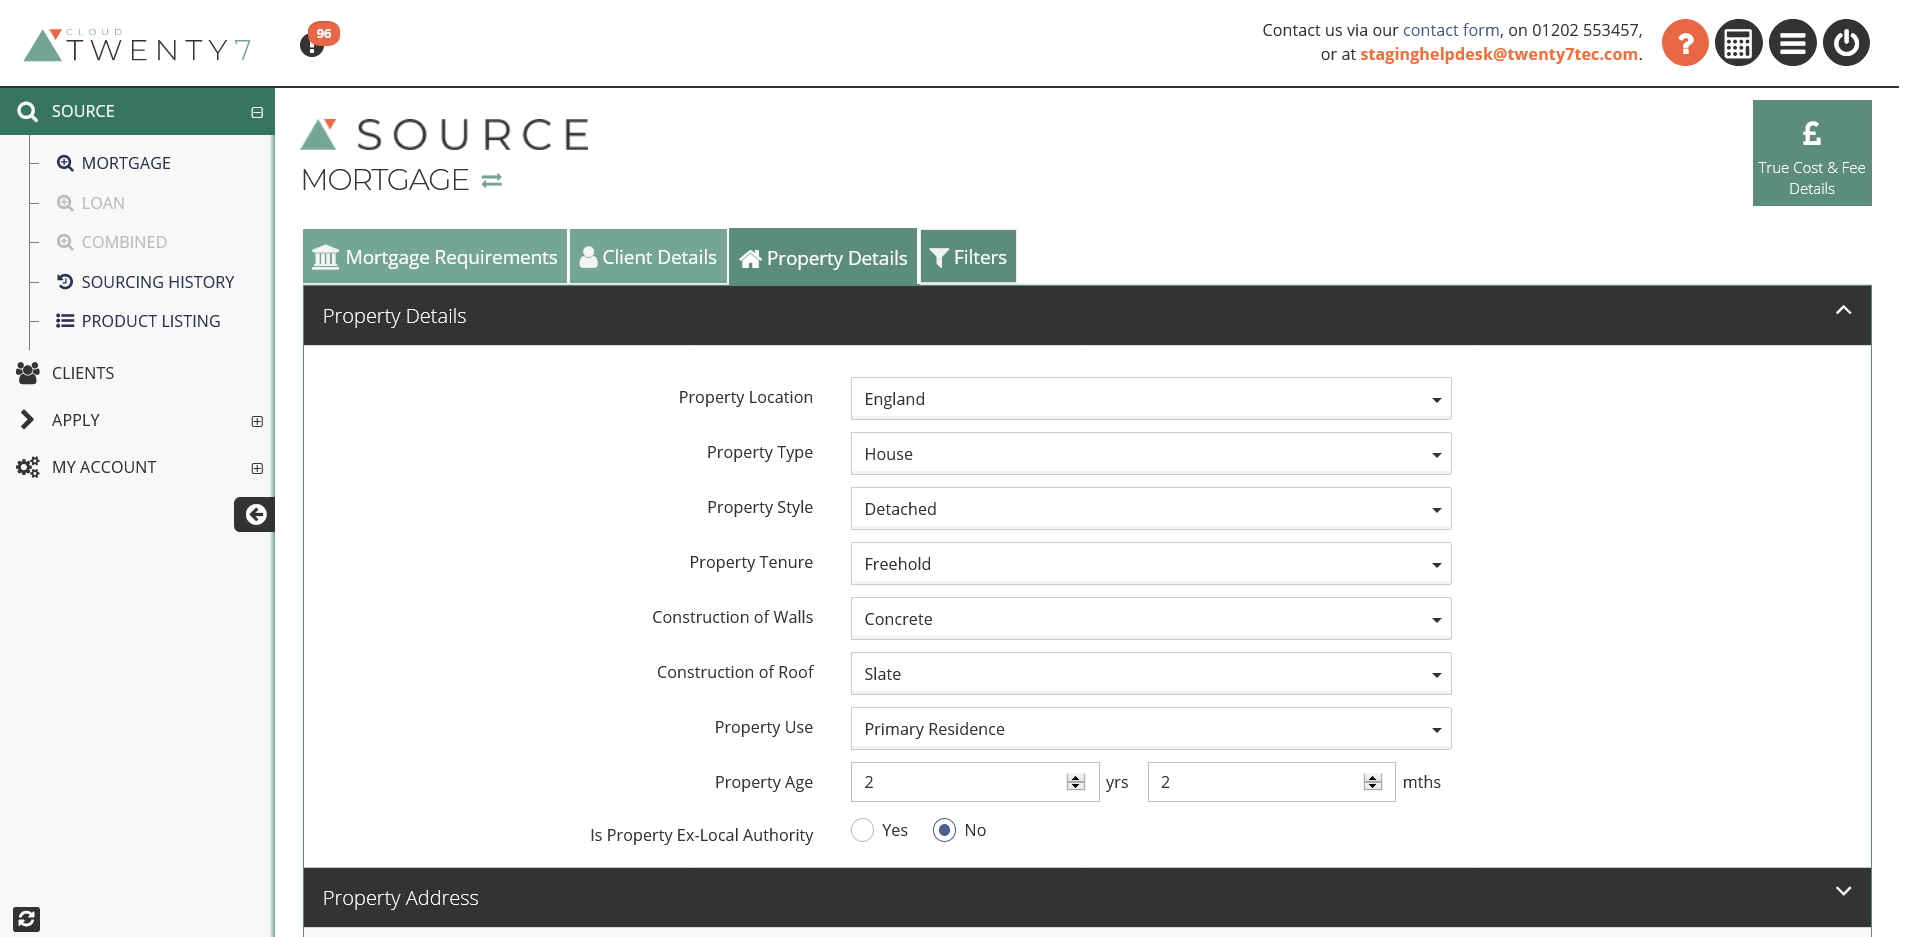 CLOUD
TWENTY7
96
Contact us via our contact form, on 01202 553457,
or at staginghelpdesk@twenty7tec.com.
?
SOURCE
MORTGAGE
LOAN
COMBINED
SOURCING HISTORY
PRODUCT LISTING
CLIENTS
APPLY
MY ACCOUNT
SOURCE
MORTGAGE
£
True Cost & Fee
Details
Mortgage Requirements
Client Details
Property Details
Filters
Property Details
Property Location England
Property Type House
Property Style Detached
Property Tenure Freehold
Construction of Walls Concrete
Construction of Roof Slate
Property Use Primary Residence
Property Age 2 yrs 2 mths
Is Property Ex-Local Authority Yes No
Property Address